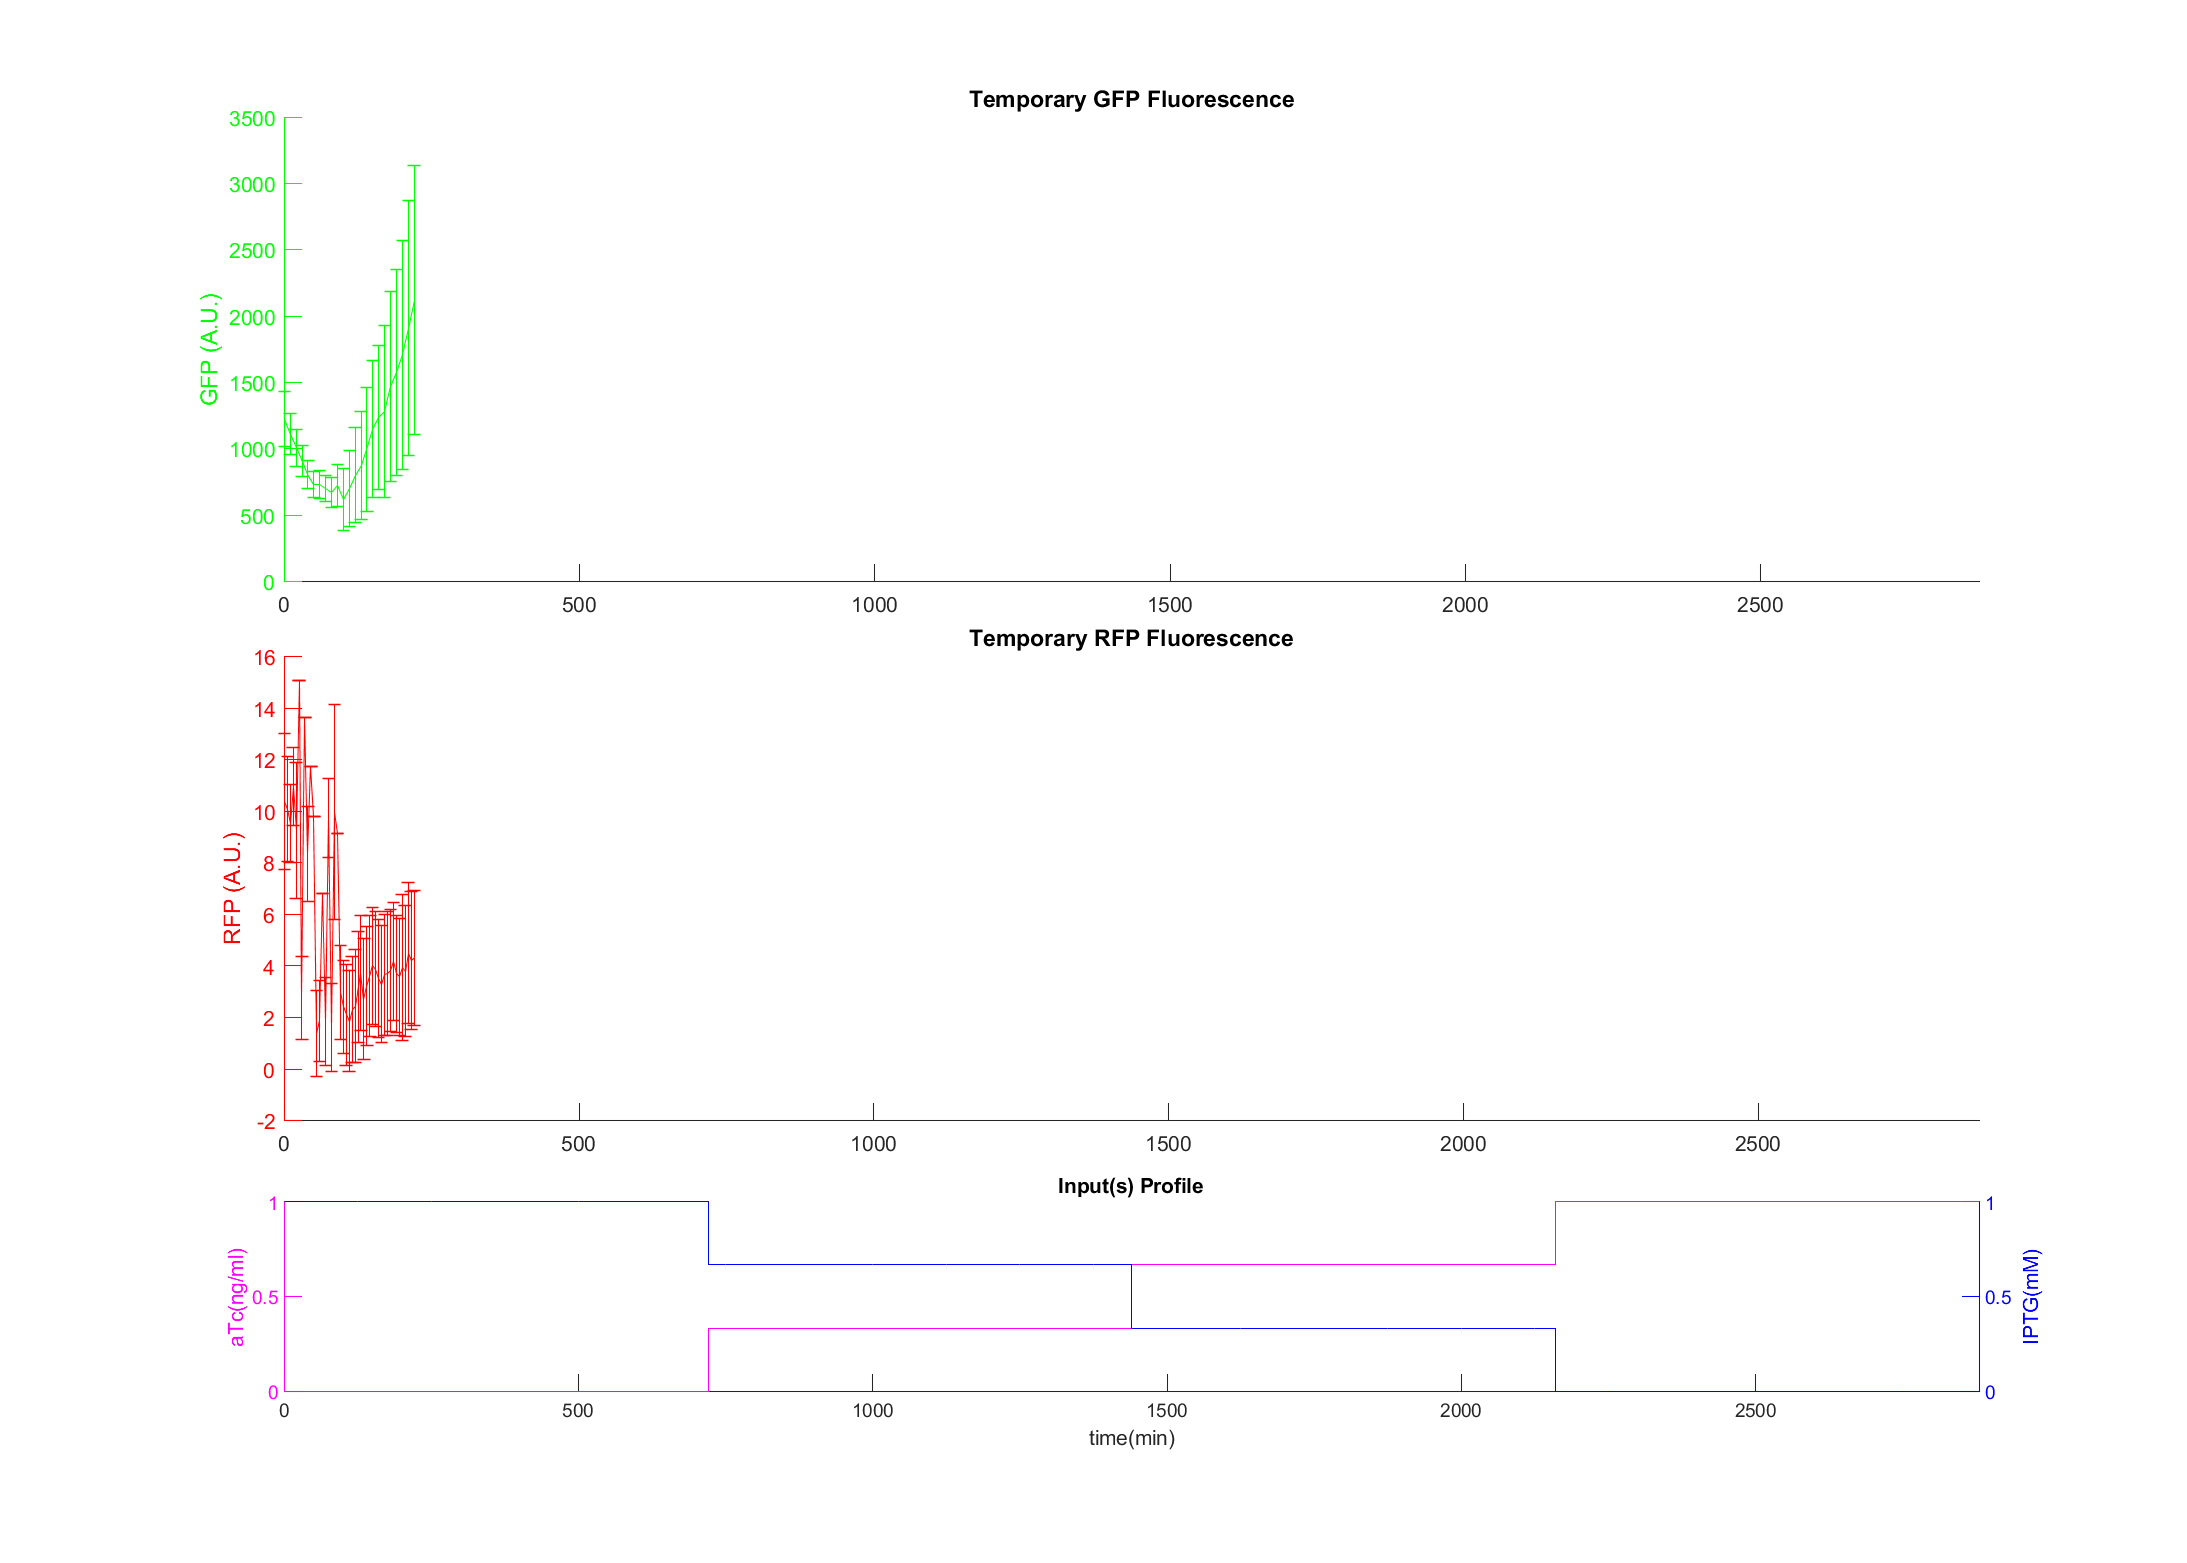 Temporary GFP Fluorescence
3500
3000
2500
2000
1500
1000
500
0
GFP (A.U.)
0 500 1000 1500 2000 2500
Temporary RFP Fluorescence
16
14
12
10
8
6
4
2
0
-2
RFP (A.U.)
0 500 1000 1500 2000 2500
Input(s) Profile
1
0.5
0
aTc(ng/ml)
1
0.5
0
IPTG(mM)
0 500 1000 1500 2000 2500
time(min)